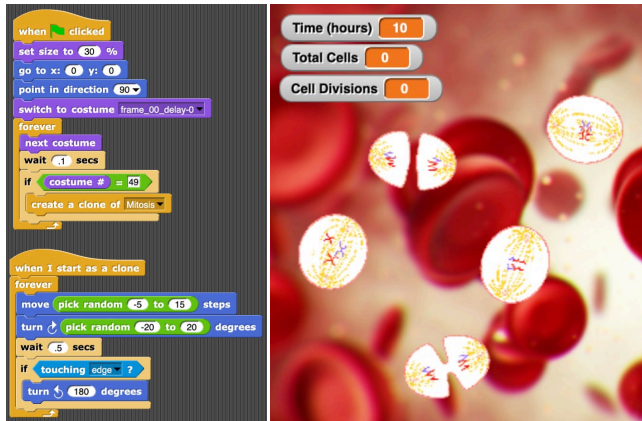 when clicked
set size to 30 %
go to x: 0 y: 0
point in direction 90
switch to costume frame_00_delay-0
forever
next costume
wait .1 secs
if costume # = 49
create a clone of Mitosis
when I start as a clone
forever
move pick random -5 to 15 steps
turn pick random -20 to 20 degrees
wait .5 secs
if touching edge ?
turn 180 degrees
Time (hours) 10
Total Cells 0
Cell Divisions 0